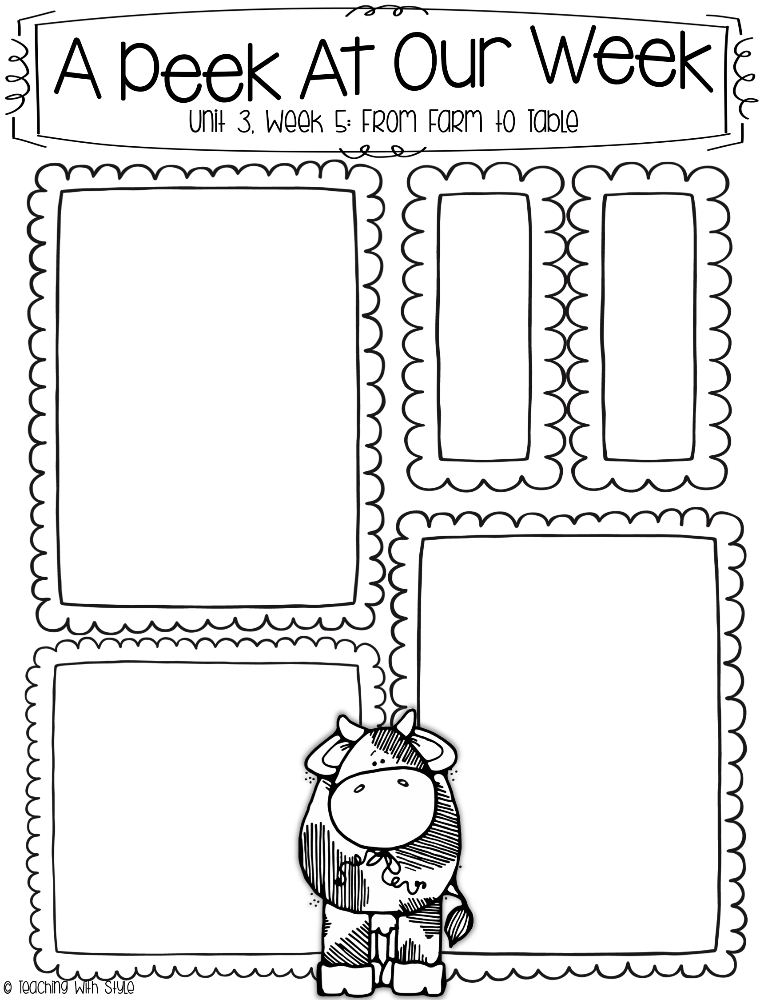 A Peek At Our Week
Unit 3, Week 5: From Farm to Table
© Teaching With Style